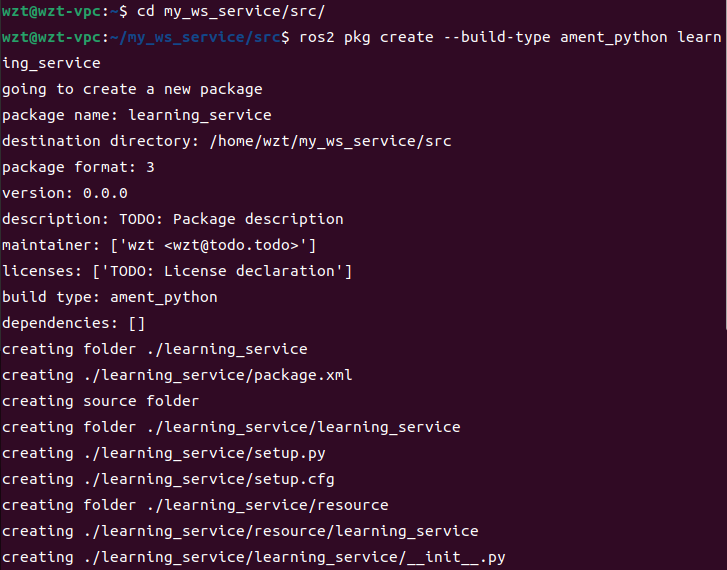 wzt@wzt-vpc:~$ cd my_ws_service/src/
wzt@wzt-vpc:~/my_ws_service/src$ ros2 pkg create --build-type ament_python learn
ing_service
going to create a new package
package name: learning_service
destination directory: /home/wzt/my_ws_service/src
package format: 3
version: 0.0.0
description: TODO: Package description
maintainer: ['wzt <wzt@todo.todo>']
licenses: ['TODO: License declaration']
build type: ament_python
dependencies: []
creating folder ./learning_service
creating ./learning_service/package.xml
creating source folder
creating folder ./learning_service/learning_service
creating ./learning_service/setup.py
creating ./learning_service/setup.cfg
creating folder ./learning_service/resource
creating ./learning_service/resource/learning_service
creating ./learning_service/learning_service/__init__.py